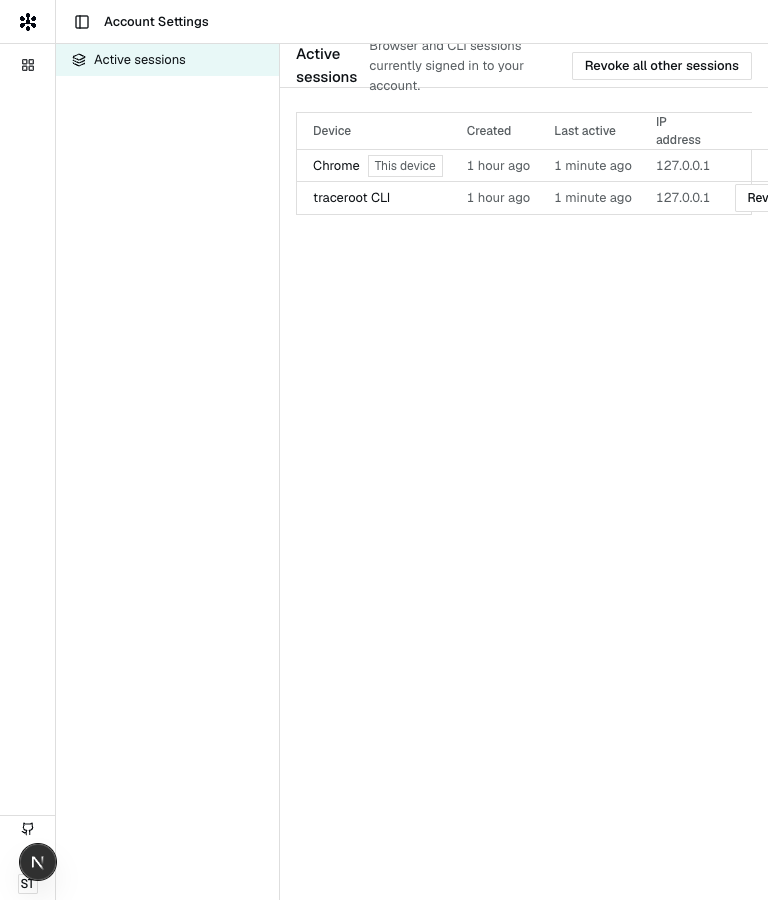 Account Settings
Active sessions
Active
sessions
Browser and CLI sessions
currently signed in to your
account.
Revoke all other sessions
Device Created Last active IP
address
Chrome This device 1 hour ago 1 minute ago 127.0.0.1
traceroot CLI 1 hour ago 1 minute ago 127.0.0.1 Rev
N
ST